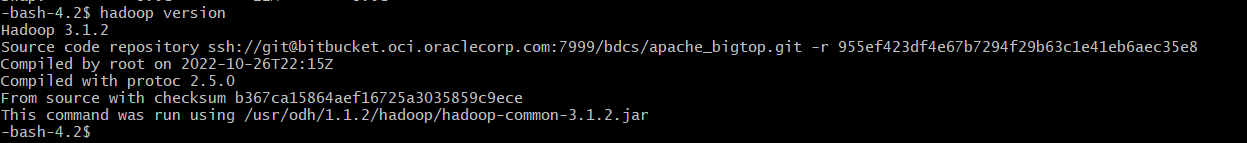 -bash-4.2$ hadoop version
Hadoop 3.1.2
Source code repository ssh://git@bitbucket.oci.oraclecorp.com:7999/bdcs/apache_bigtop.git -r 955ef423df4e67b7294f29b63c1e41eb6aec35e8
Compiled by root on 2022-10-26T22:15Z
Compiled with protoc 2.5.0
From source with checksum b367ca15864aef16725a3035859c9ece
This command was run using /usr/odh/1.1.2/hadoop/hadoop-common-3.1.2.jar
-bash-4.2$